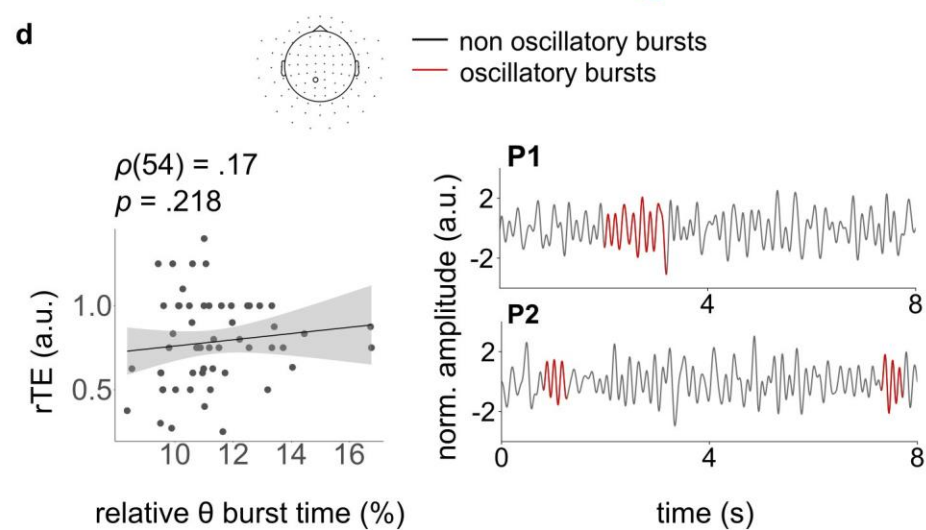 d
non oscillatory bursts
oscillatory bursts
ρ(54) = .17
p = .218
rTE (a.u.)
1.0
0.5
10 12 14 16
relative θ burst time (%)
norm. amplitude (a.u.)
P1
2
-2
4 8
P2
2
-2
0 4 8
time (s)